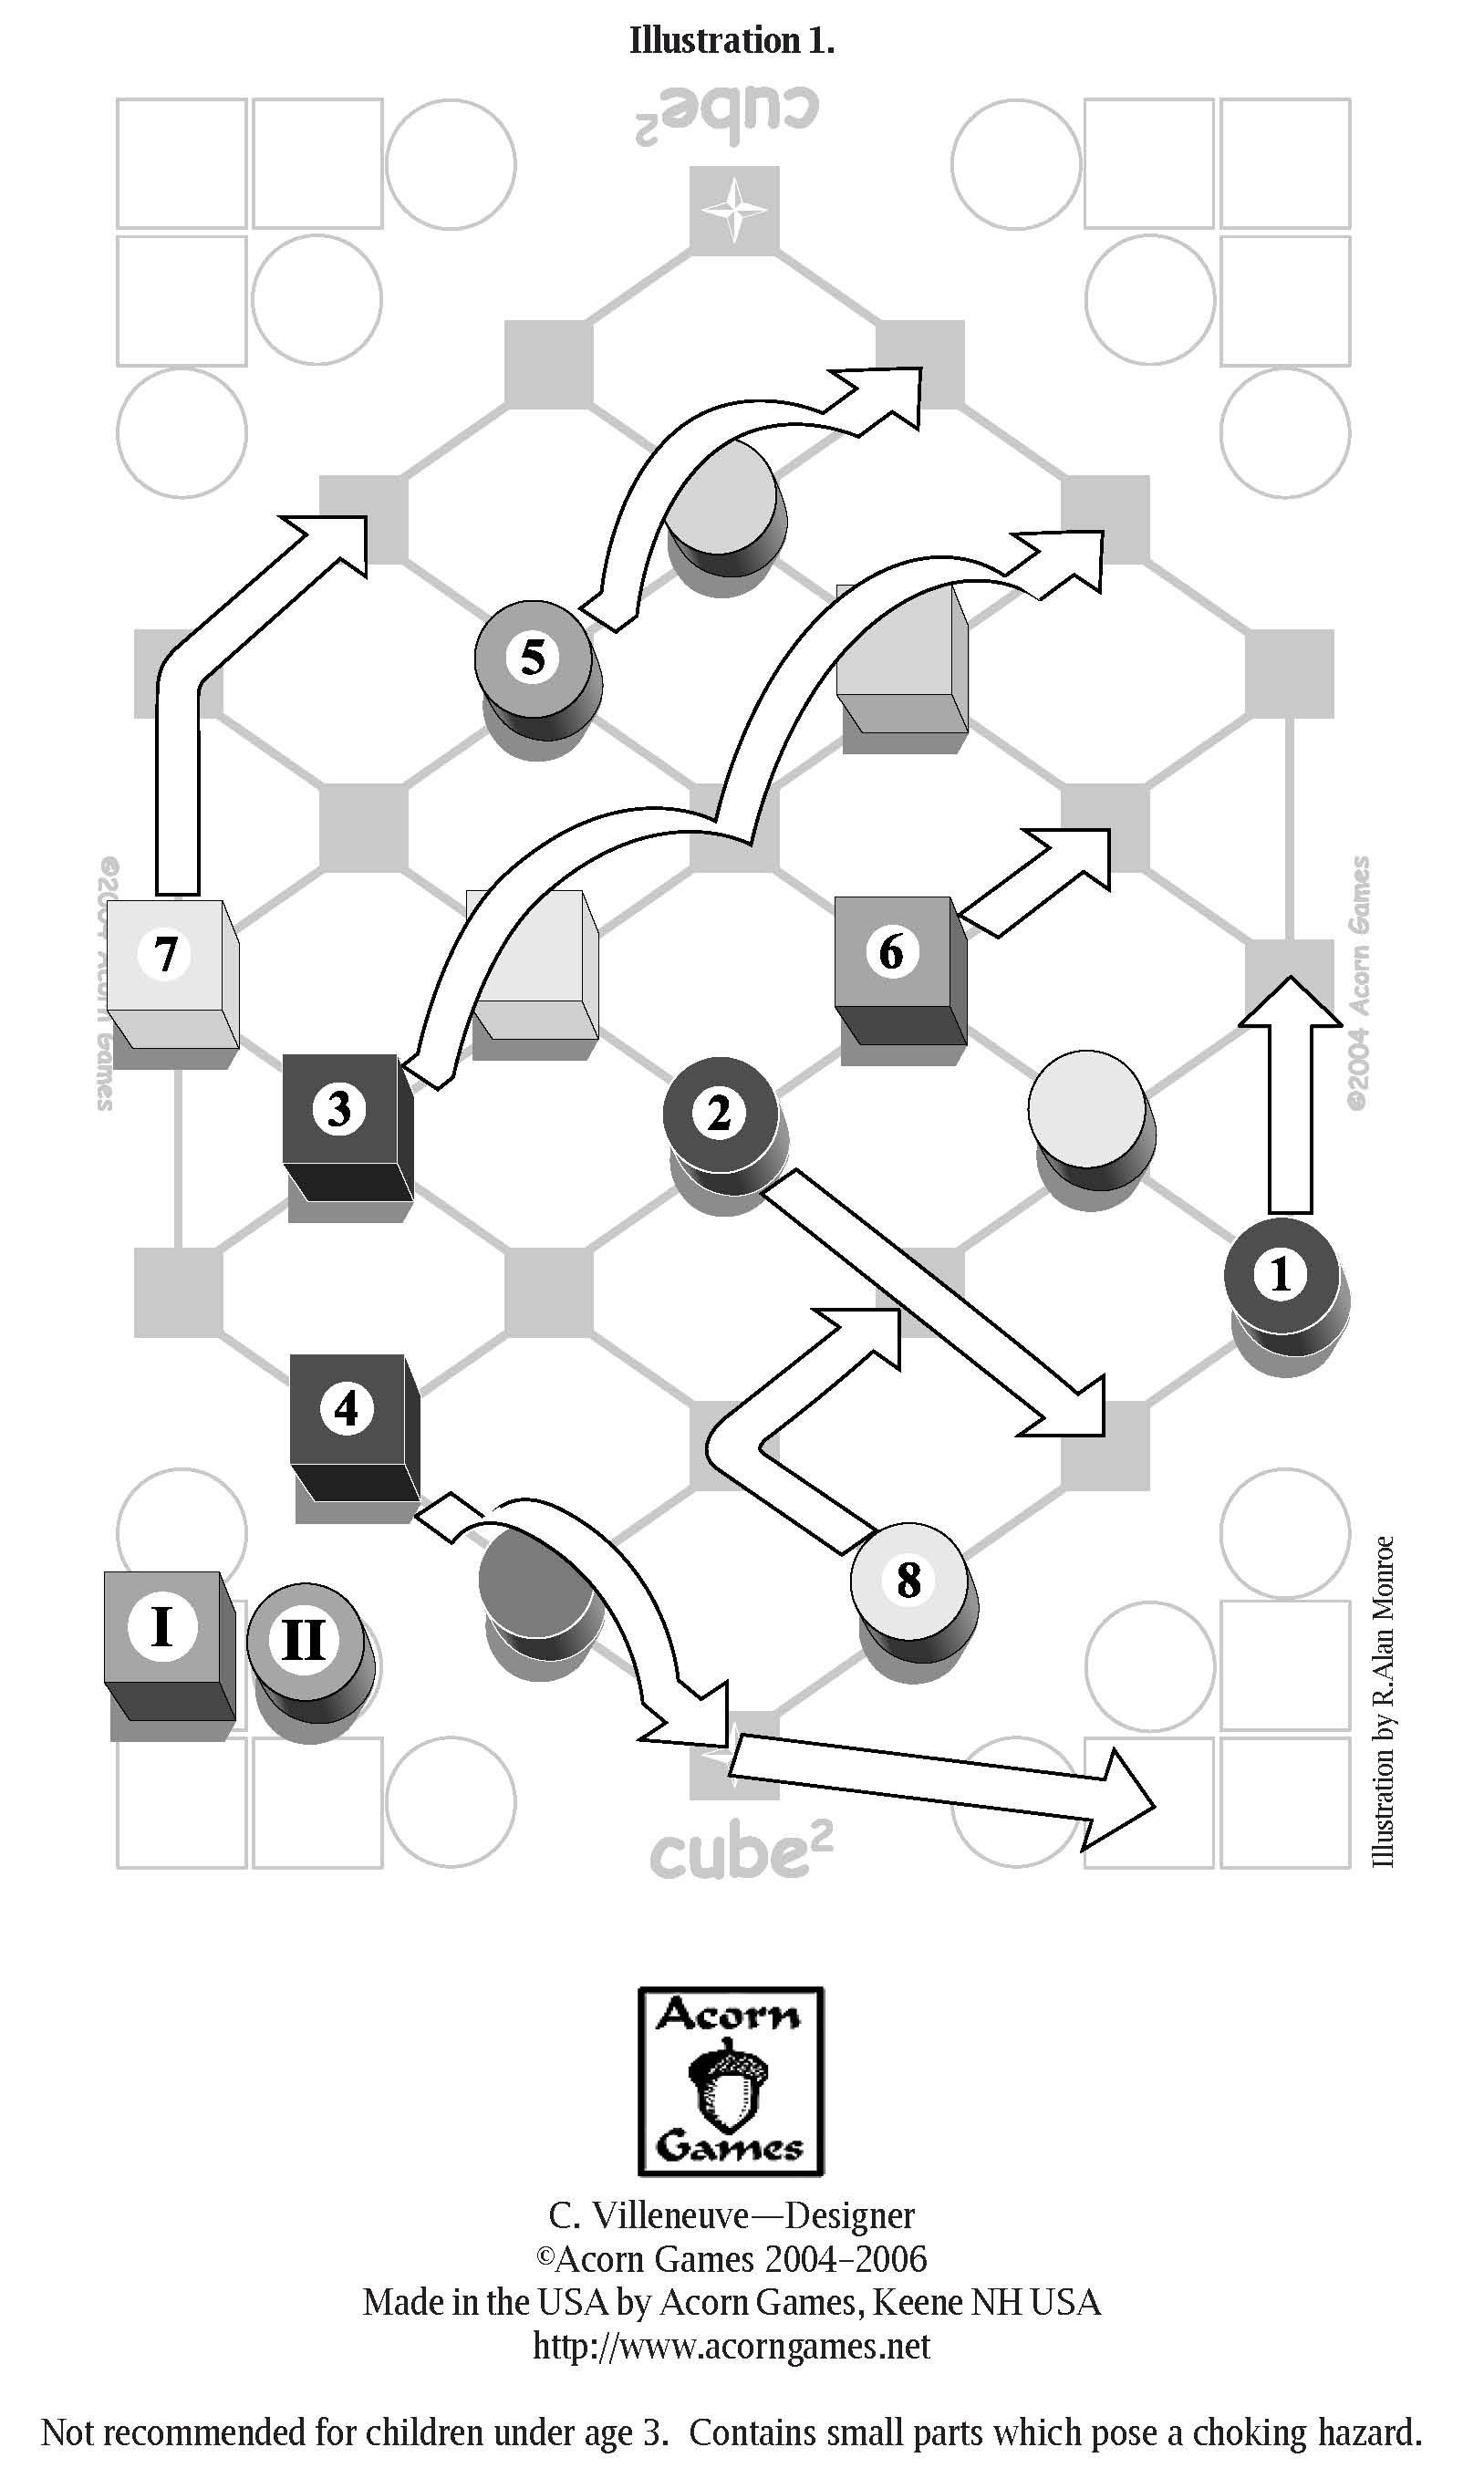 Illustration 1.
cube²
5
©2004 Acorn Games
7
6
©2004 Acorn Games
3
2
1
4
8
I
II
Illustration by R.Alan Monroe
cube²
Acorn
Games
C. Villeneuve—Designer
©Acorn Games 2004–2006
Made in the USA by Acorn Games, Keene NH USA
http://www.acorngames.net
Not recommended for children under age 3. Contains small parts which pose a choking hazard.